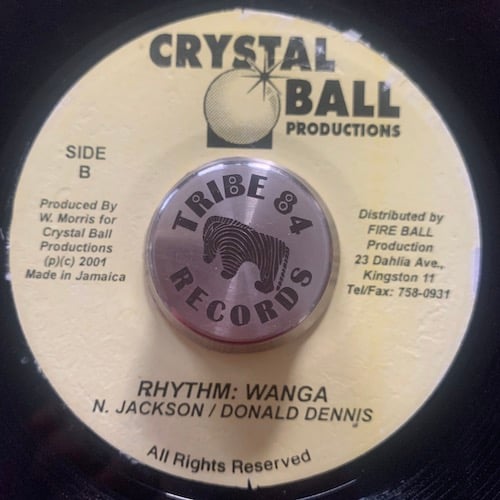 CRYSTAL
BALL
PRODUCTIONS
SIDE
B
Produced By
W. Morris for
Crystal Ball
Productions
(p)(c) 2001
Made in Jamaica
TRIBE 84
RECORDS
Distributed by
FIRE BALL
Production
23 Dahlia Ave.,
Kingston 11
Tel/Fax: 758-0931
RHYTHM: WANGA
N. JACKSON / DONALD DENNIS
All Rights Reserved